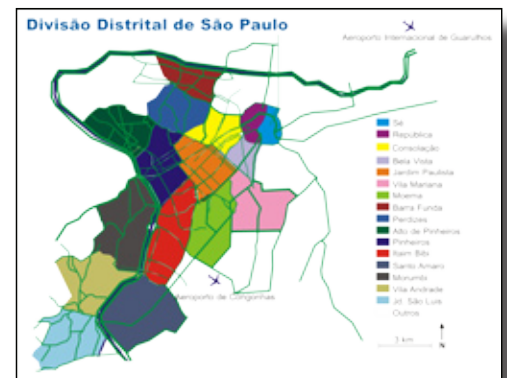 Divisão Distrital de São Paulo
Aeroporto Internacional de Guarulhos
Sé
República
Consolação
Bela Vista
Jardim Paulista
Vila Mariana
Moema
Barra Funda
Perdizes
Alto de Pinheiros
Pinheiros
Itaim Bibi
Santo Amaro
Morumbi
Vila Andrade
Jd. São Luis
Outros
Aeroporto de Congonhas
3 km
N